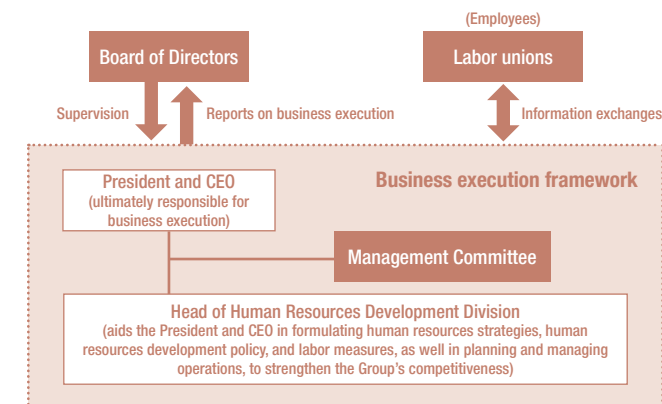 (Employees)
Board of Directors
Labor unions
Supervision
Reports on business execution
Information exchanges
Business execution framework
President and CEO
(ultimately responsible for
business execution)
Management Committee
Head of Human Resources Development Division
(aids the President and CEO in formulating human resources strategies, human
resources development policy, and labor measures, as well in planning and managing
operations, to strengthen the Group's competitiveness)